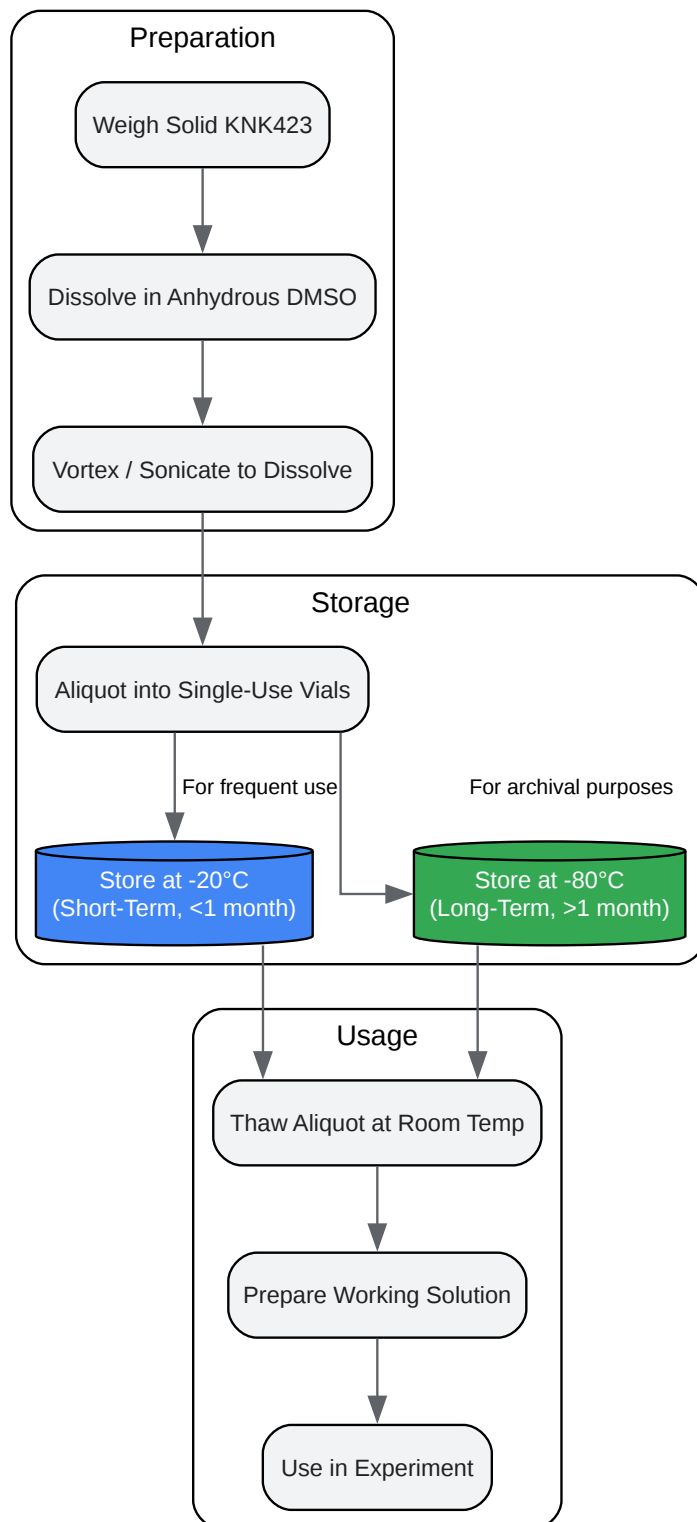 Preparation
Weigh Solid KNK423
Dissolve in Anhydrous DMSO
Vortex / Sonicate to Dissolve
Storage
Aliquot into Single-Use Vials
For frequent use
For archival purposes
Store at -20°C
(Short-Term, <1 month)
Store at -80°C
(Long-Term, >1 month)
Usage
Thaw Aliquot at Room Temp
Prepare Working Solution
Use in Experiment